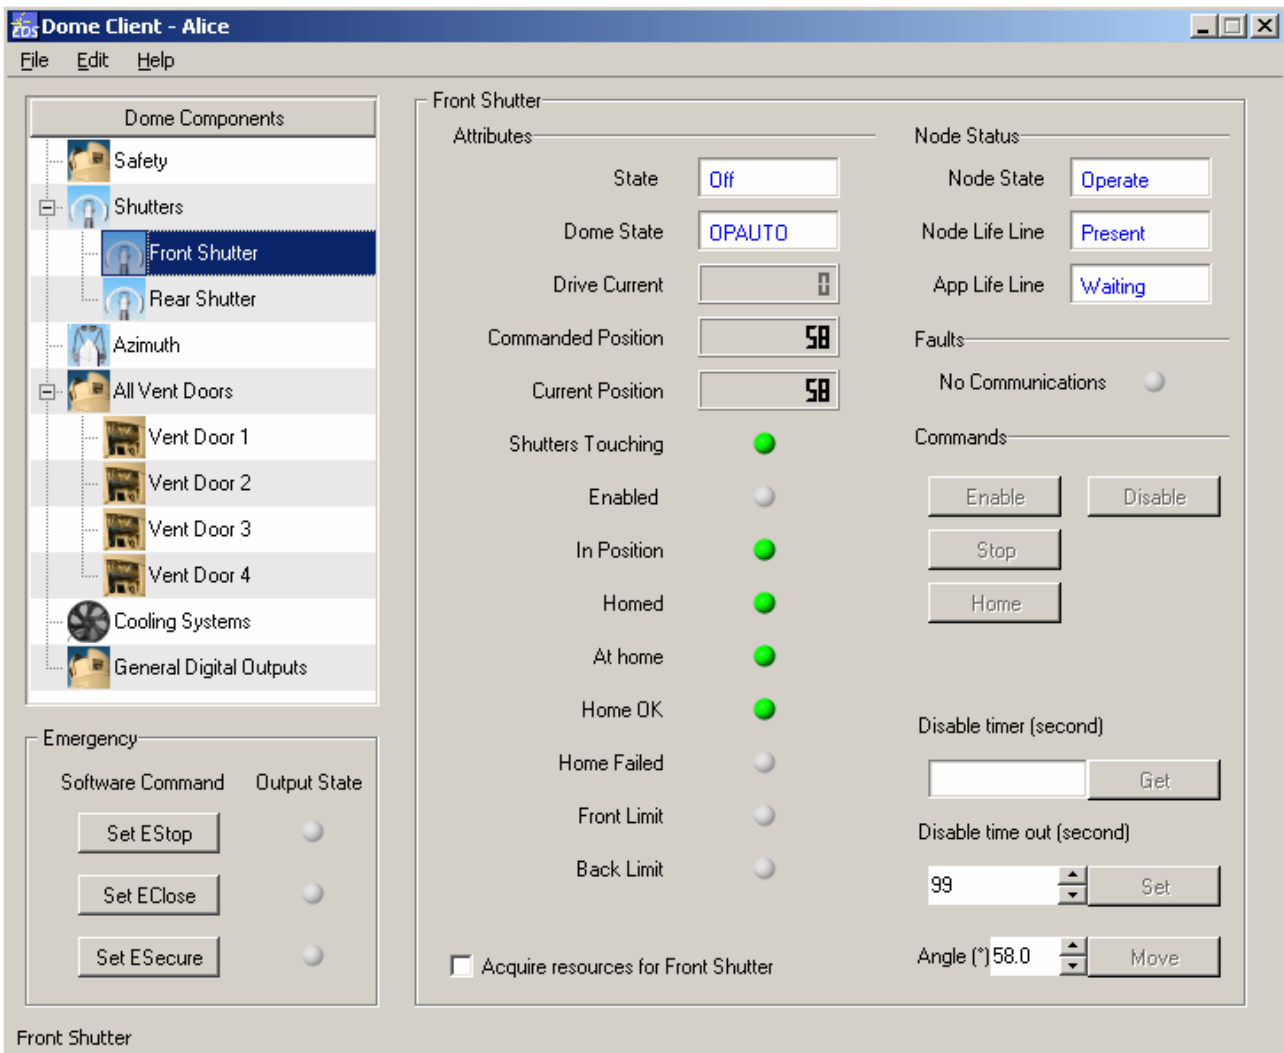 EDS Dome Client - Alice
File Edit Help
Dome Components
Safety
Shutters
Front Shutter
Rear Shutter
Azimuth
All Vent Doors
Vent Door 1
Vent Door 2
Vent Door 3
Vent Door 4
Cooling Systems
General Digital Outputs
Emergency
Software Command Output State
Set EStop
Set EClose
Set ESecure
Front Shutter
Attributes
State Off
Dome State OPAUTO
Drive Current 0
Commanded Position 58
Current Position 58
Shutters Touching
Enabled
In Position
Homed
At home
Home OK
Home Failed
Front Limit
Back Limit
Acquire resources for Front Shutter
Node Status
Node State Operate
Node Life Line Present
App Life Line Waiting
Faults
No Communications
Commands
Enable Disable
Stop
Home
Disable timer (second)
Get
Disable time out (second)
99 Set
Angle (°) 58.0 Move
Front Shutter